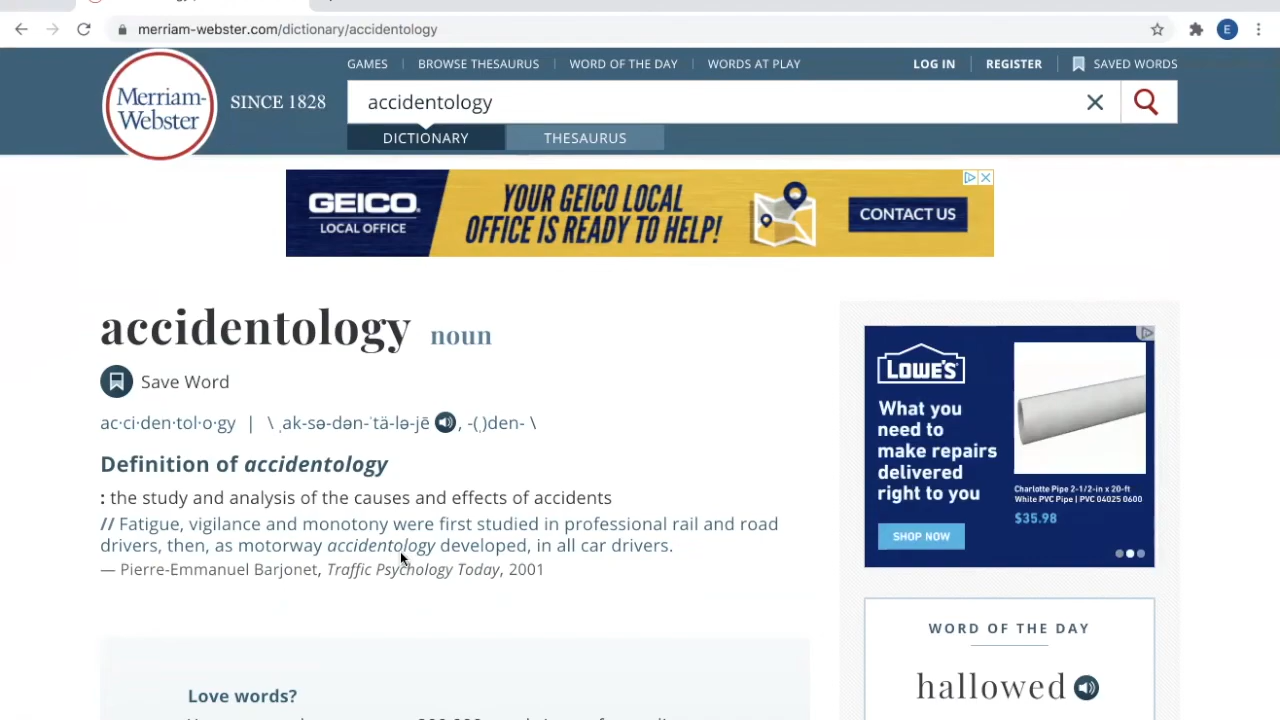 merriam-webster.com/dictionary/accidentology
E
GAMES | BROWSE THESAURUS | WORD OF THE DAY | WORDS AT PLAY
LOG IN | REGISTER | SAVED WORDS
Merriam-
Webster
SINCE 1828
accidentology
DICTIONARY
THESAURUS
GEICO.
LOCAL OFFICE
YOUR GEICO LOCAL
OFFICE IS READY TO HELP!
CONTACT US
accidentology noun
Save Word
ac·ci·den·tol·o·gy | \ ˌak-sə-dən-ˈtä-lə-jē , -(ˌ)den- \
Definition of accidentology
: the study and analysis of the causes and effects of accidents
// Fatigue, vigilance and monotony were first studied in professional rail and road
drivers, then, as motorway accidentology developed, in all car drivers.
— Pierre-Emmanuel Barjonet, Traffic Psychology Today, 2001
Love words?
LOWE'S
What you
need to
make repairs
delivered
right to you
SHOP NOW
Charlotte Pipe 2-1/2-in x 20-ft
White PVC Pipe | PVC 04025 0600
$35.98
WORD OF THE DAY
hallowed